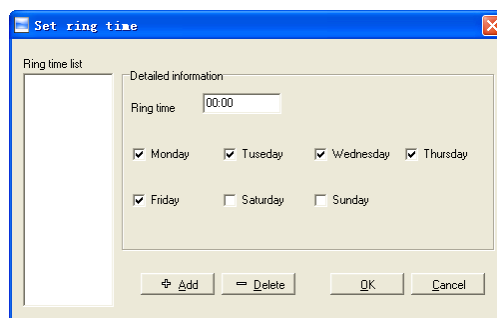 Set ring time
Ring time list
Detailed information
Ring time 00:00
Monday Tuseday Wednesday Thursday
Friday Saturday Sunday
Add Delete OK Cancel